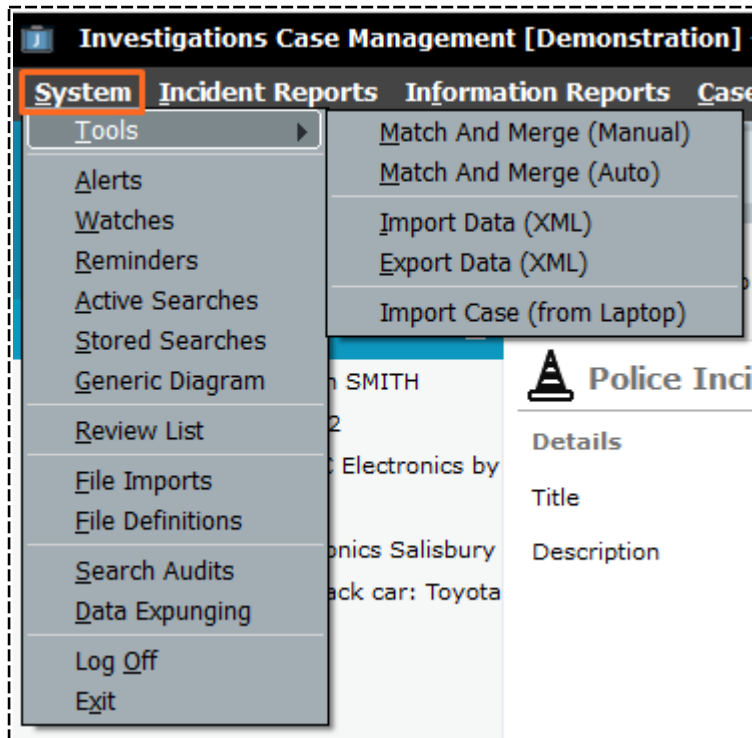 Investigations Case Management [Demonstration]
System Incident Reports Information Reports Case
Tools
Match And Merge (Manual)
Match And Merge (Auto)
Import Data (XML)
Export Data (XML)
Import Case (from Laptop)
Alerts
Watches
Reminders
Active Searches
Stored Searches
Generic Diagram
Review List
File Imports
File Definitions
Search Audits
Data Expunging
Log Off
Exit
SMITH
2
Electronics by
onics Salisbury
ack car: Toyota
Police Inci
Details
Title
Description